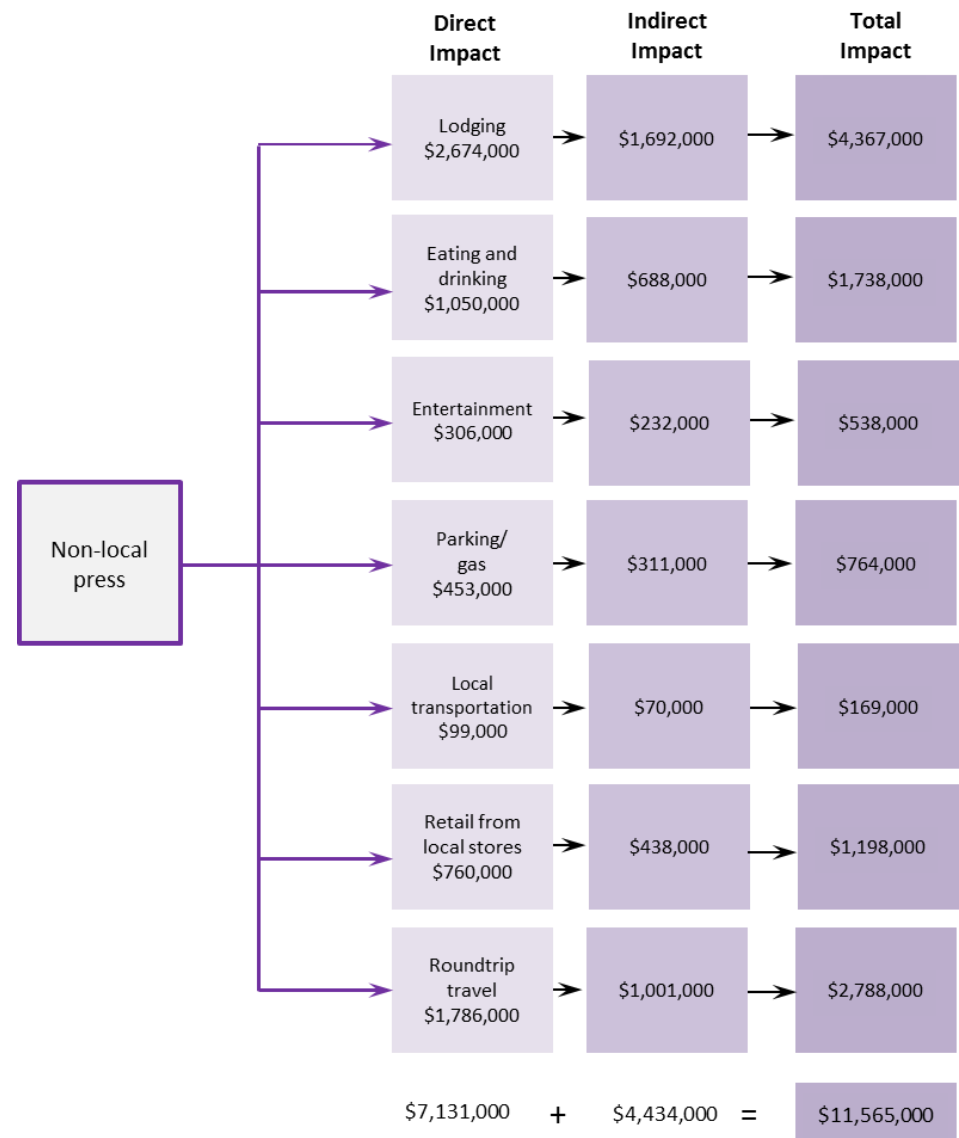 Direct
Impact
Indirect
Impact
Total
Impact
Lodging
$2,674,000
$1,692,000
$4,367,000
Eating and
drinking
$1,050,000
$688,000
$1,738,000
Entertainment
$306,000
$232,000
$538,000
Non-local
press
Parking/
gas
$453,000
$311,000
$764,000
Local
transportation
$99,000
$70,000
$169,000
Retail from
local stores
$760,000
$438,000
$1,198,000
Roundtrip
travel
$1,786,000
$1,001,000
$2,788,000
$7,131,000 + $4,434,000 = $11,565,000